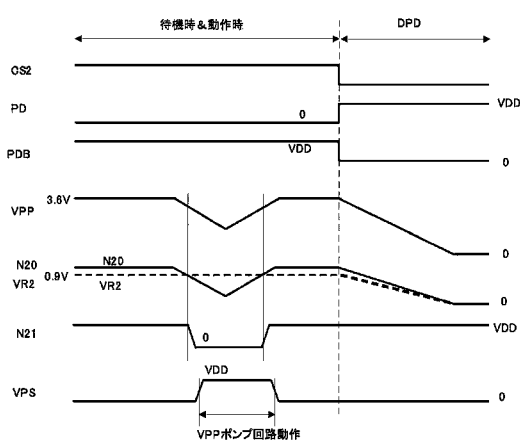 待機時＆動作時 DPD
CS2
PD 0 VDD
PDB VDD 0
VPP 3.6V 0
N20 N20
VR2 0.9V VR2 0
N21 0 VDD
VPS VDD 0
VPPポンプ回路動作